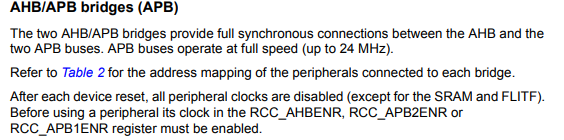 AHB/APB bridges (APB)
The two AHB/APB bridges provide full synchronous connections between the AHB and the
two APB buses. APB buses operate at full speed (up to 24 MHz).
Refer to Table 2 for the address mapping of the peripherals connected to each bridge.
After each device reset, all peripheral clocks are disabled (except for the SRAM and FLITF).
Before using a peripheral its clock in the RCC_AHBENR, RCC_APB2ENR or
RCC_APB1ENR register must be enabled.